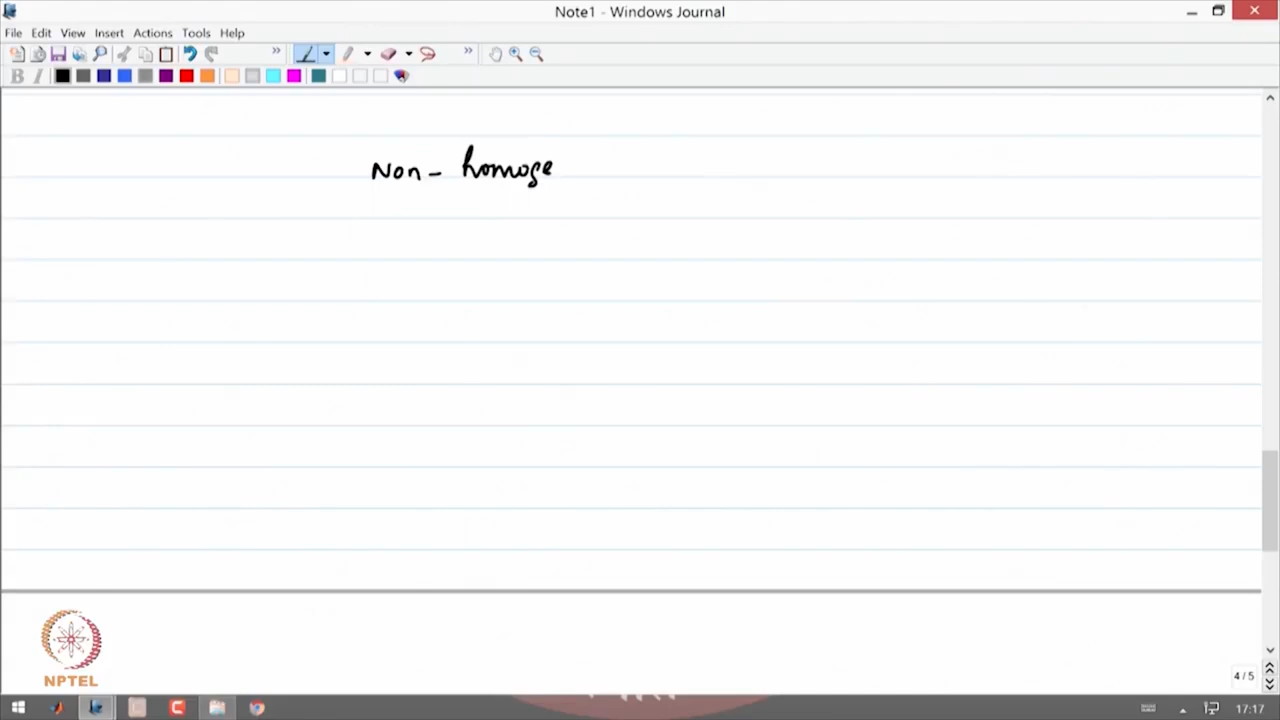 Note1 - Windows Journal
File Edit View Insert Actions Tools Help
B I
Non - homoge
NPTEL
4 / 5
17:17